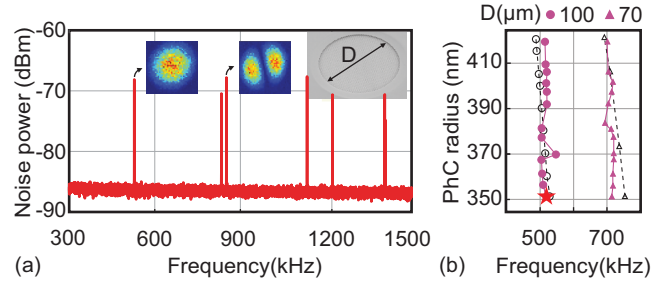 Noise power (dBm)
-50
-60
-70
-80
-90
D
300
600
900
1200
1500
(a)
Frequency(kHz)
D(μm) 100 70
PhC radius (nm)
410
390
370
350
500
700
(b)
Frequency(kHz)